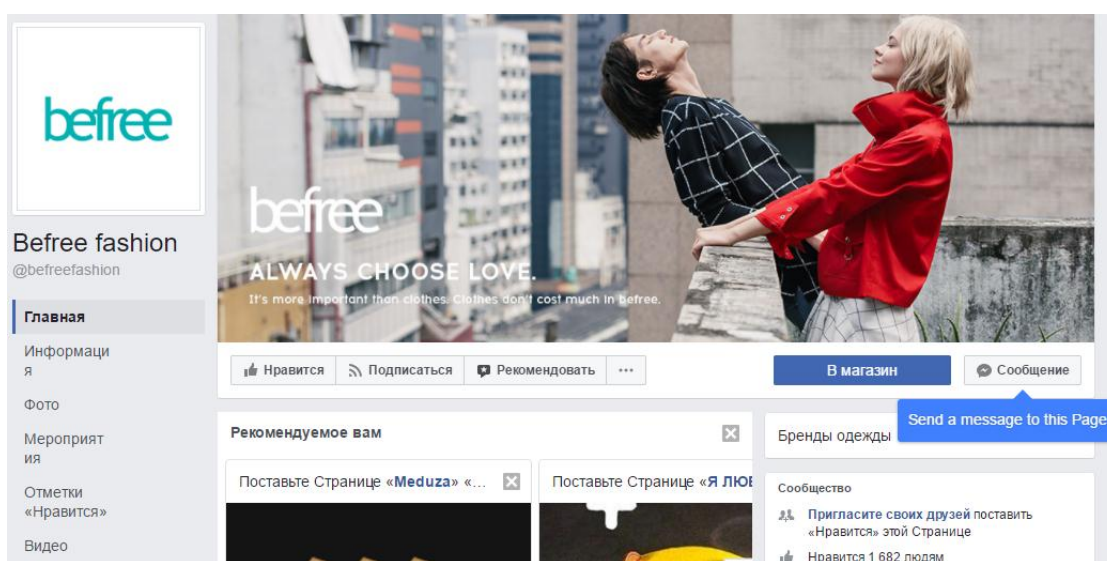 befree
Befree fashion
@befreefashion
Главная
Информаци
я
Фото
Мероприят
ия
Отметки
«Нравится»
Видео
befree
ALWAYS CHOOSE LOVE.
It's more important than clothes. Clothes don't cost much in befree.
Нравится Подписаться Рекомендовать ...
В магазин Сообщение
Send a message to this Page
Рекомендуемое вам
Поставьте Странице «Meduza» «...
Поставьте Странице «Я ЛЮБ
Бренды одежды
Сообщество
Пригласите своих друзей поставить
«Нравится» этой Странице
Нравится 1 682 людям